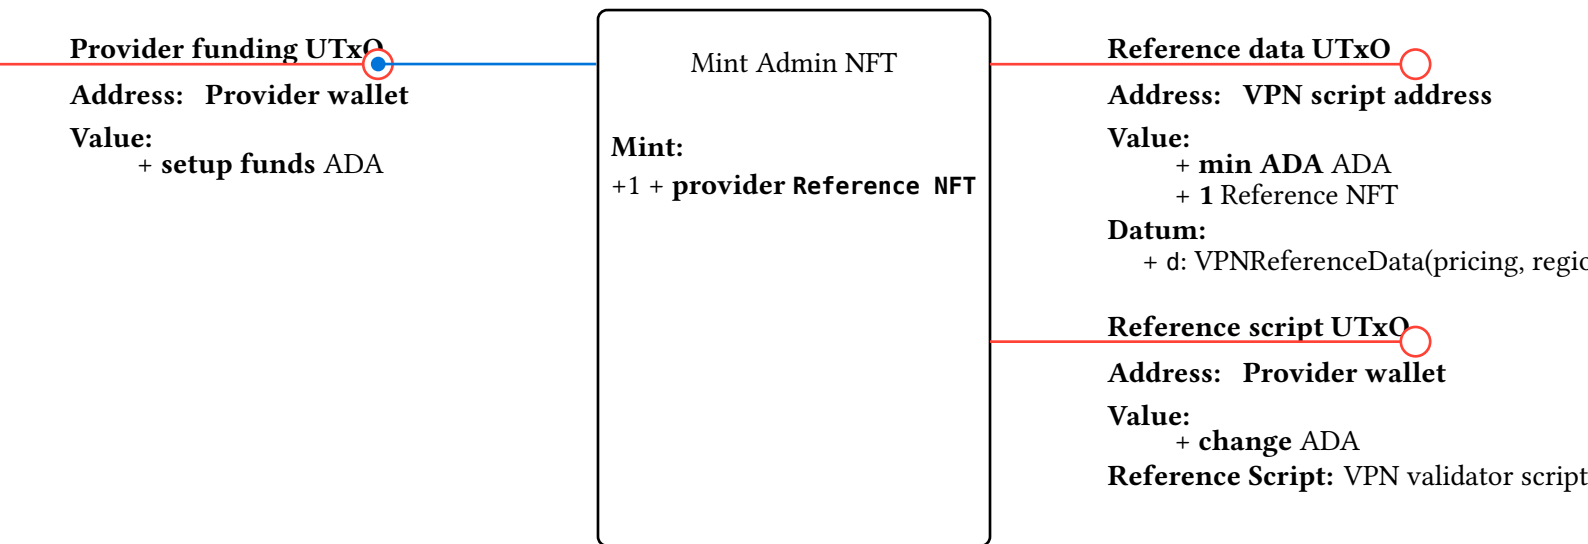 Provider funding UTxO
Address: Provider wallet
Value:
+ setup funds ADA
Mint Admin NFT
Mint:
+1 + provider Reference NFT
Reference data UTxO
Address: VPN script address
Value:
+ min ADA ADA
+ 1 Reference NFT
Datum:
+ d: VPNReferenceData(pricing, regio
Reference script UTxO
Address: Provider wallet
Value:
+ change ADA
Reference Script: VPN validator script